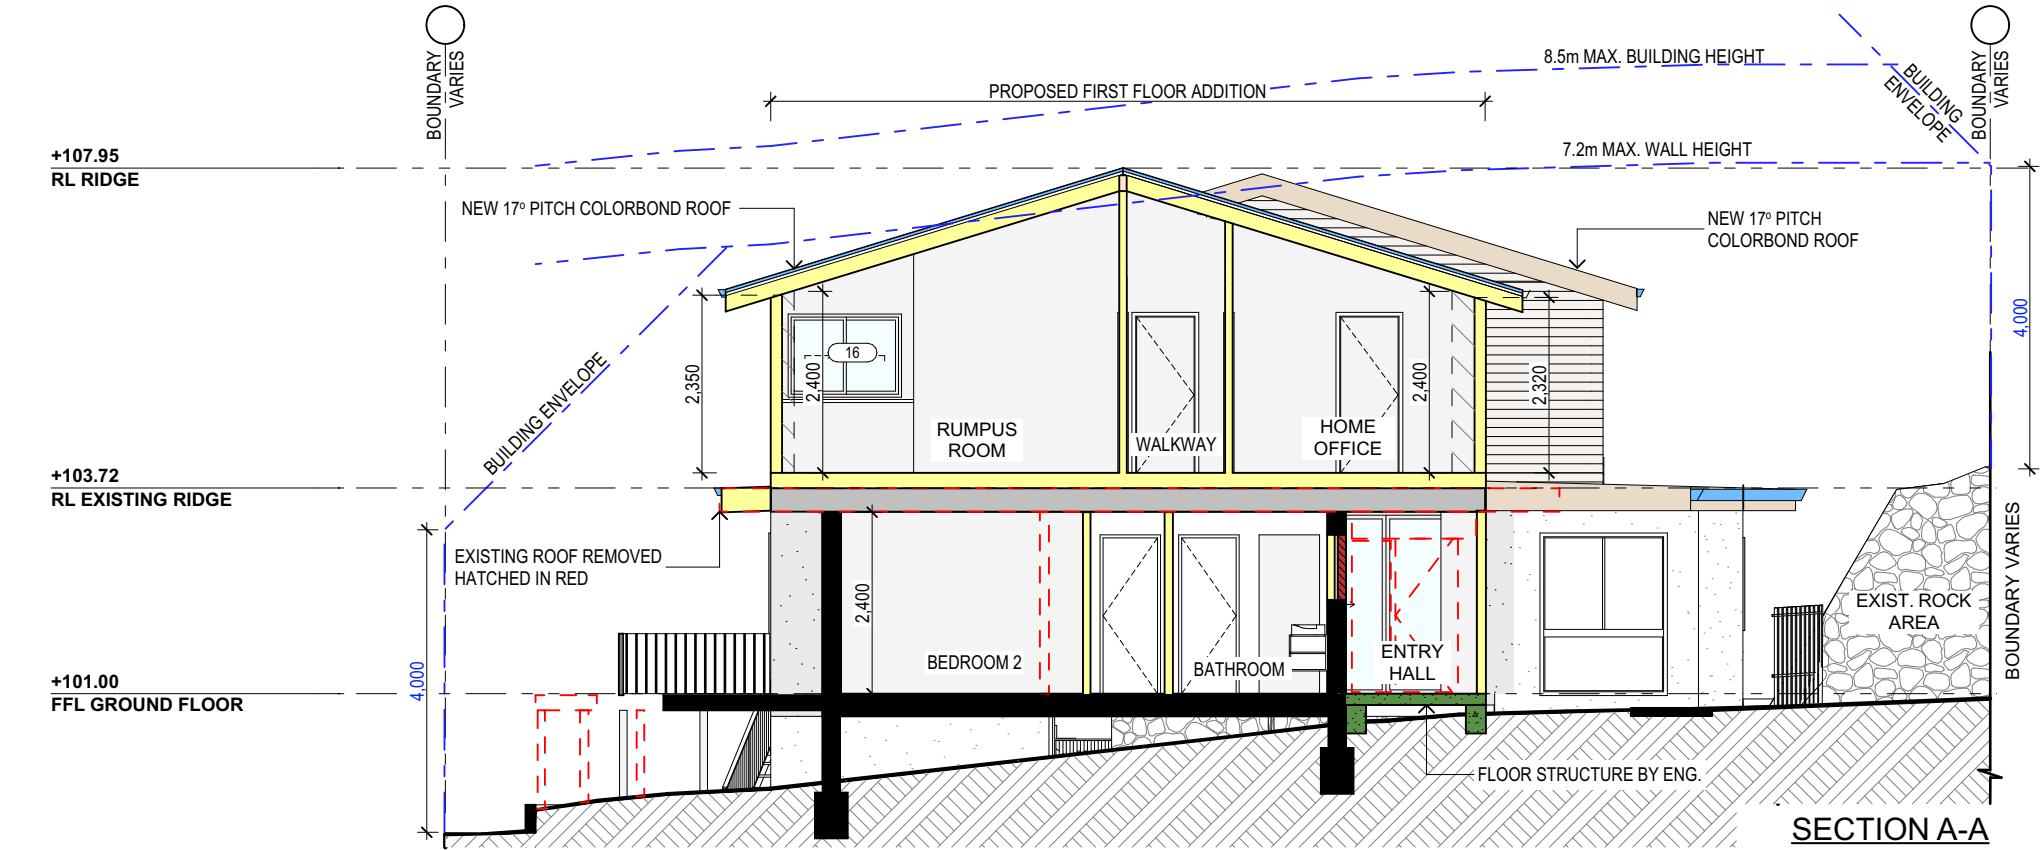 BOUNDARY
VARIES
BOUNDARY
VARIES
8.5m MAX. BUILDING HEIGHT
BUILDING
ENVELOPE
PROPOSED FIRST FLOOR ADDITION
+107.95
RL RIDGE
7.2m MAX. WALL HEIGHT
NEW 17º PITCH COLORBOND ROOF
NEW 17º PITCH
COLORBOND ROOF
4,000
BUILDING ENVELOPE
16
2,350
2,400
2,400
2,320
RUMPUS
ROOM
WALKWAY
HOME
OFFICE
+103.72
RL EXISTING RIDGE
EXISTING ROOF REMOVED
HATCHED IN RED
2,400
BOUNDARY VARIES
EXIST. ROCK
AREA
BEDROOM 2
BATHROOM
ENTRY
HALL
4,000
+101.00
FFL GROUND FLOOR
FLOOR STRUCTURE BY ENG.
SECTION A-A